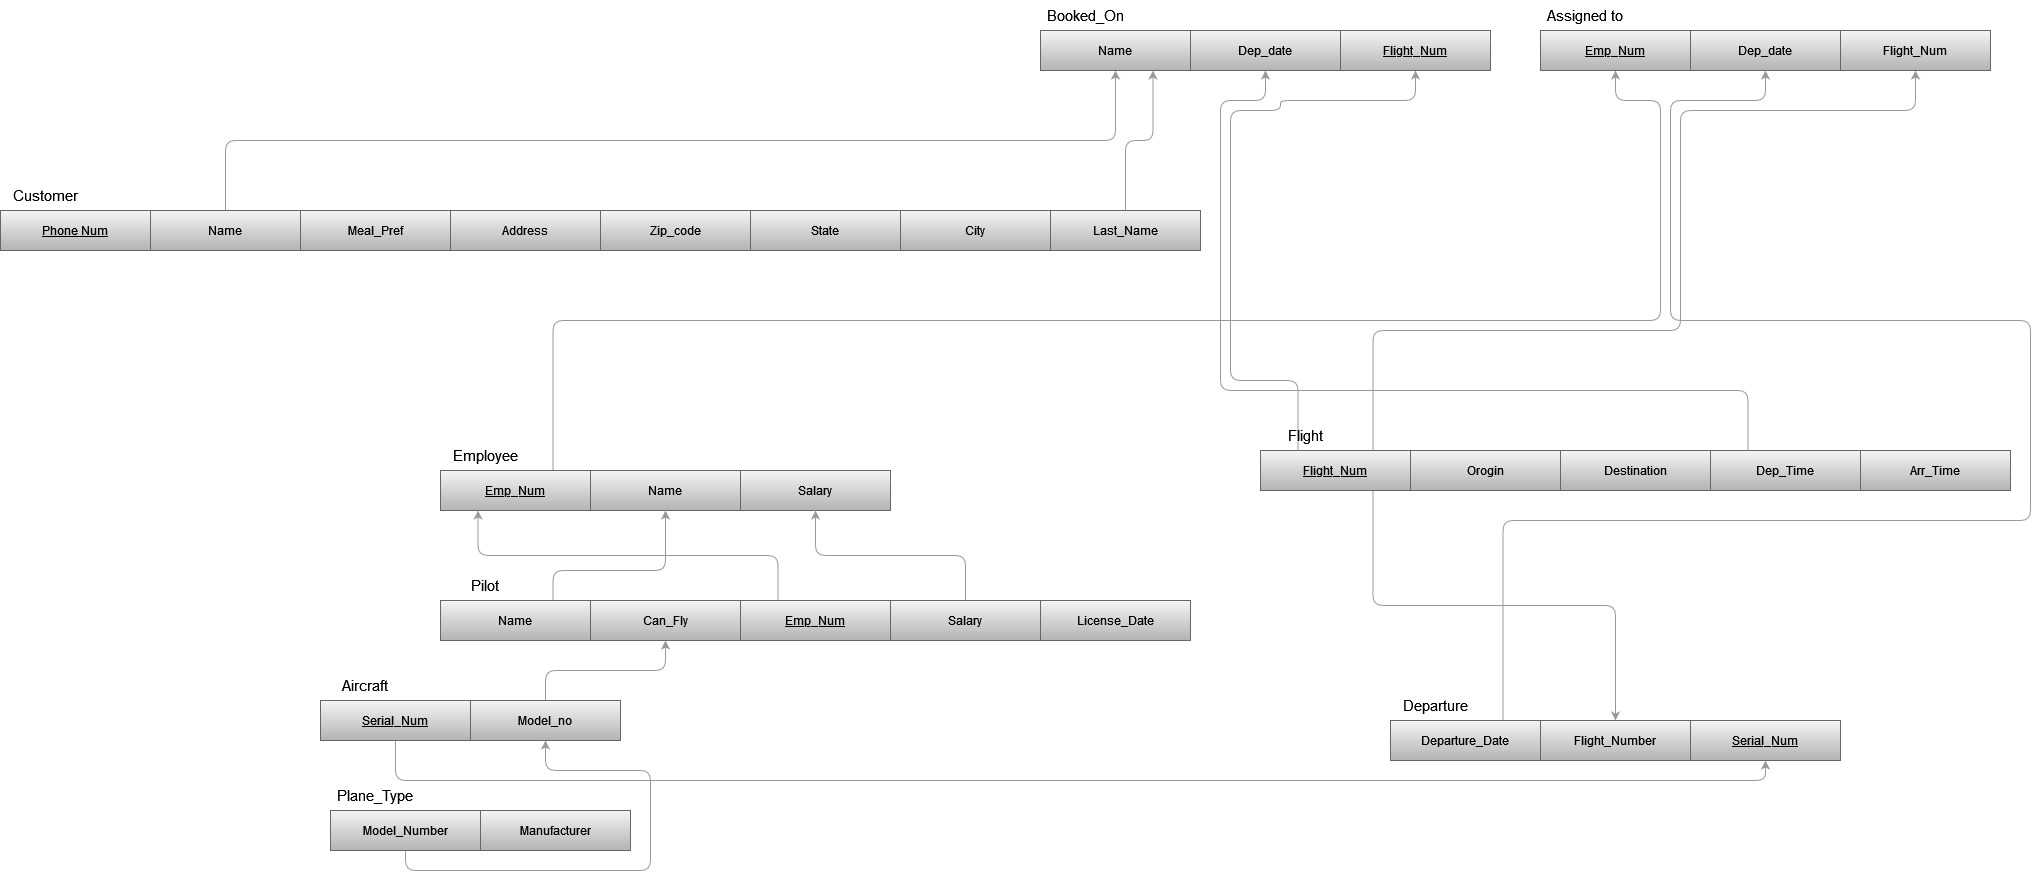 Booked_On
Name Dep_date Flight_Num
Assigned to
Emp_Num Dep_date Flight_Num
Customer
Phone Num Name Meal_Pref Address Zip_code State City Last_Name
Employee
Emp_Num Name Salary
Flight
Flight_Num Orogin Destination Dep_Time Arr_Time
Pilot
Name Can_Fly Emp_Num Salary License_Date
Aircraft
Serial_Num Model_no
Departure
Departure_Date Flight_Number Serial_Num
Plane_Type
Model_Number Manufacturer